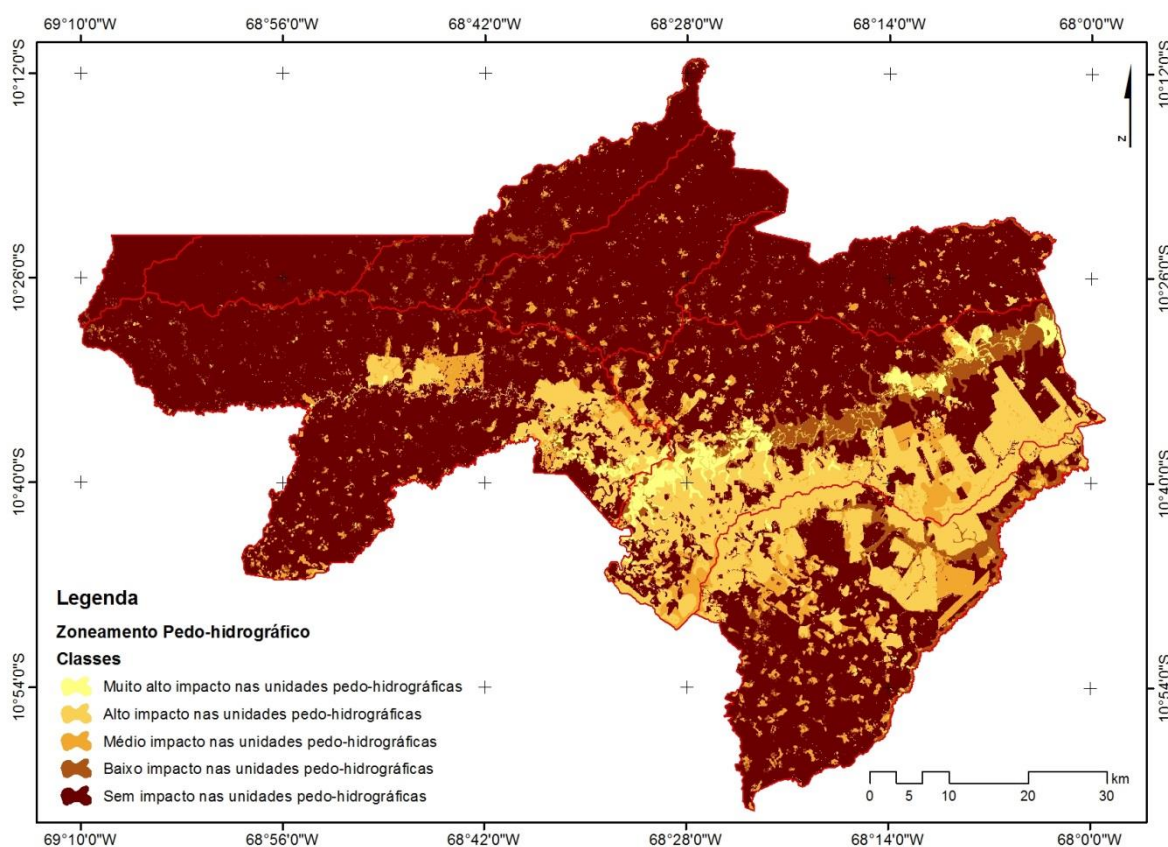 69°10'0"W 68°56'0"W 68°42'0"W 68°28'0"W 68°14'0"W 68°0'0"W
10°12'0"S 10°12'0"S
z
10°26'0"S 10°26'0"S
10°40'0"S 10°40'0"S
10°54'0"S 10°54'0"S
Legenda
Zoneamento Pedo-hidrográfico
Classes
Muito alto impacto nas unidades pedo-hidrográficas
Alto impacto nas unidades pedo-hidrográficas
Médio impacto nas unidades pedo-hidrográficas
Baixo impacto nas unidades pedo-hidrográficas
Sem impacto nas unidades pedo-hidrográficas
km
0 5 10 20 30
69°10'0"W 68°56'0"W 68°42'0"W 68°28'0"W 68°14'0"W 68°0'0"W